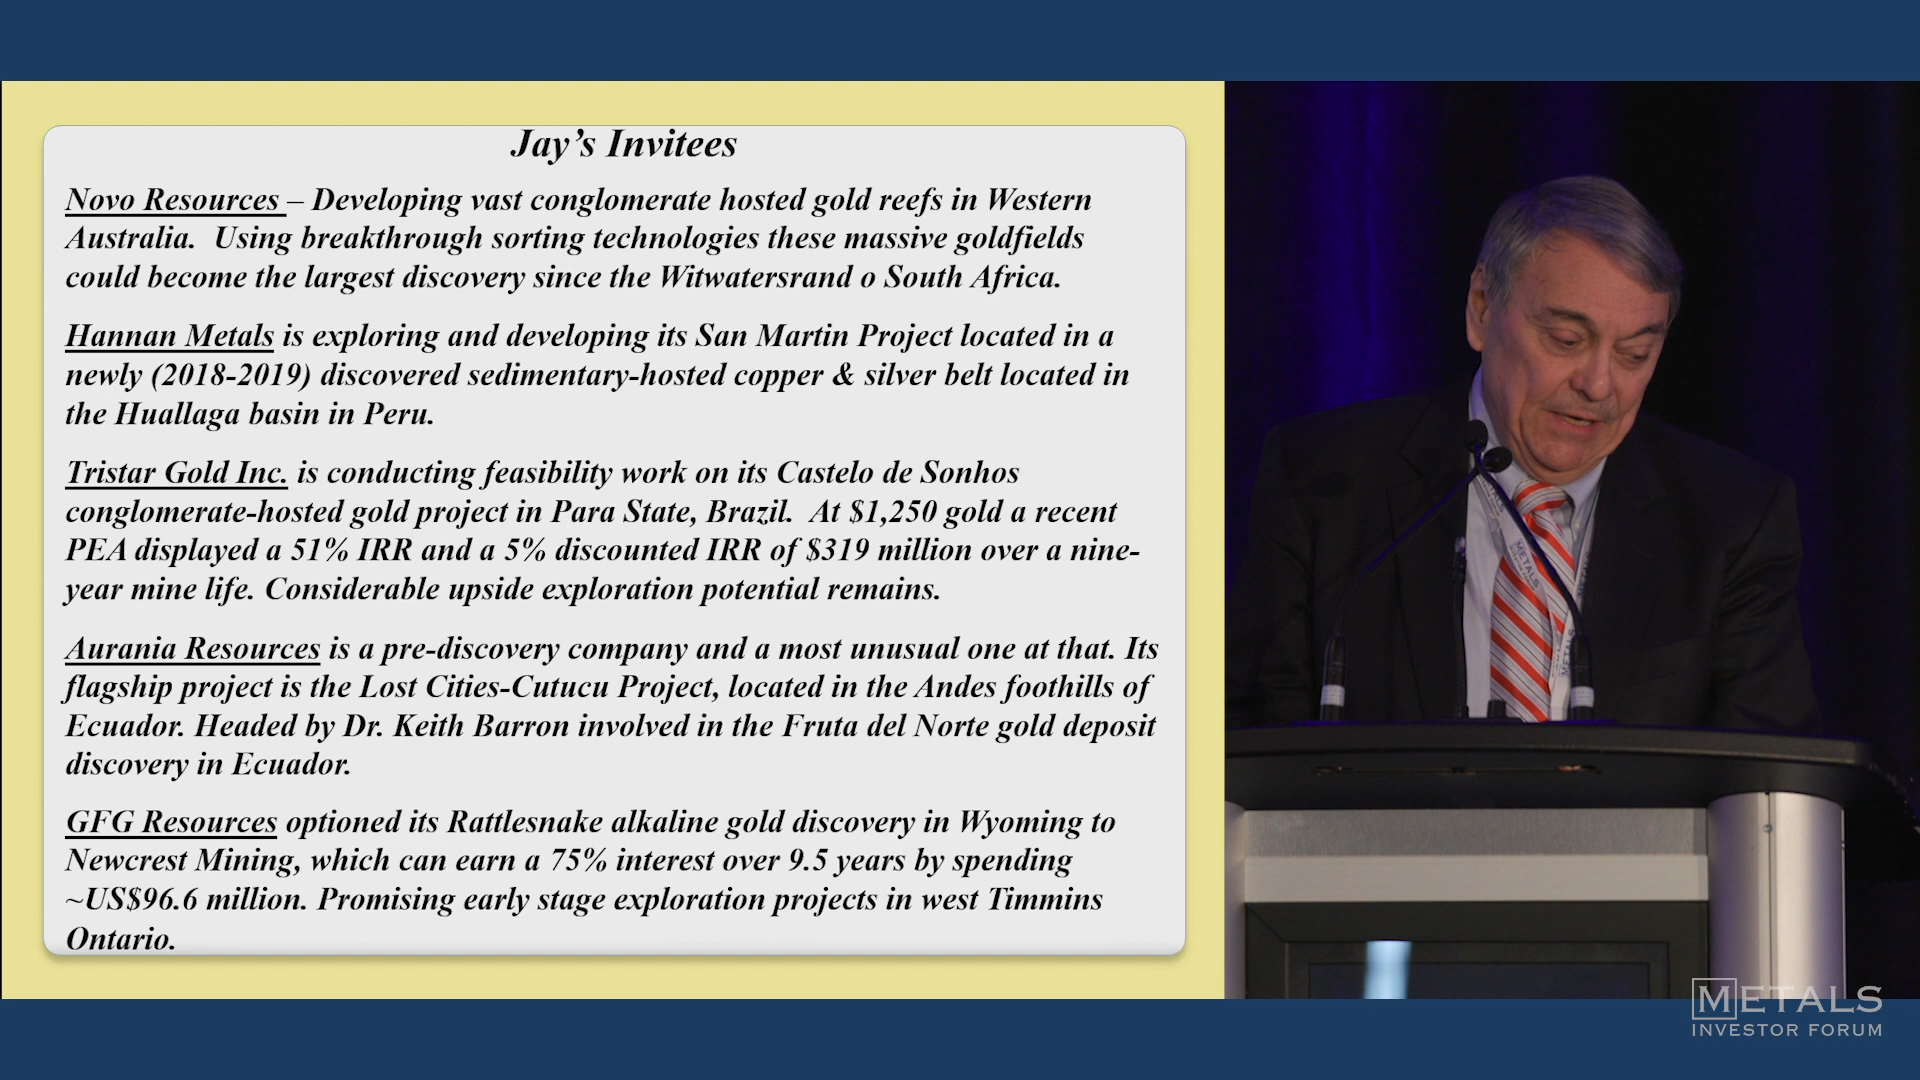 Jay’s Invitees
Novo Resources – Developing vast conglomerate hosted gold reefs in Western
Australia.  Using breakthrough sorting technologies these massive goldfields
could become the largest discovery since the Witwatersrand o South Africa.
Hannan Metals is exploring and developing its San Martin Project located in a
newly (2018-2019) discovered sedimentary-hosted copper & silver belt located in
the Huallaga basin in Peru.
Tristar Gold Inc. is conducting feasibility work on its Castelo de Sonhos
conglomerate-hosted gold project in Para State, Brazil.  At $1,250 gold a recent
PEA displayed a 51% IRR and a 5% discounted IRR of $319 million over a nine-
year mine life. Considerable upside exploration potential remains.
Aurania Resources is a pre-discovery company and a most unusual one at that. Its
flagship project is the Lost Cities-Cutucu Project, located in the Andes foothills of
Ecuador. Headed by Dr. Keith Barron involved in the Fruta del Norte gold deposit
discovery in Ecuador.
GFG Resources optioned its Rattlesnake alkaline gold discovery in Wyoming to
Newcrest Mining, which can earn a 75% interest over 9.5 years by spending
~US$96.6 million. Promising early stage exploration projects in west Timmins
Ontario.
METALS
METALS
INVESTOR FORUM